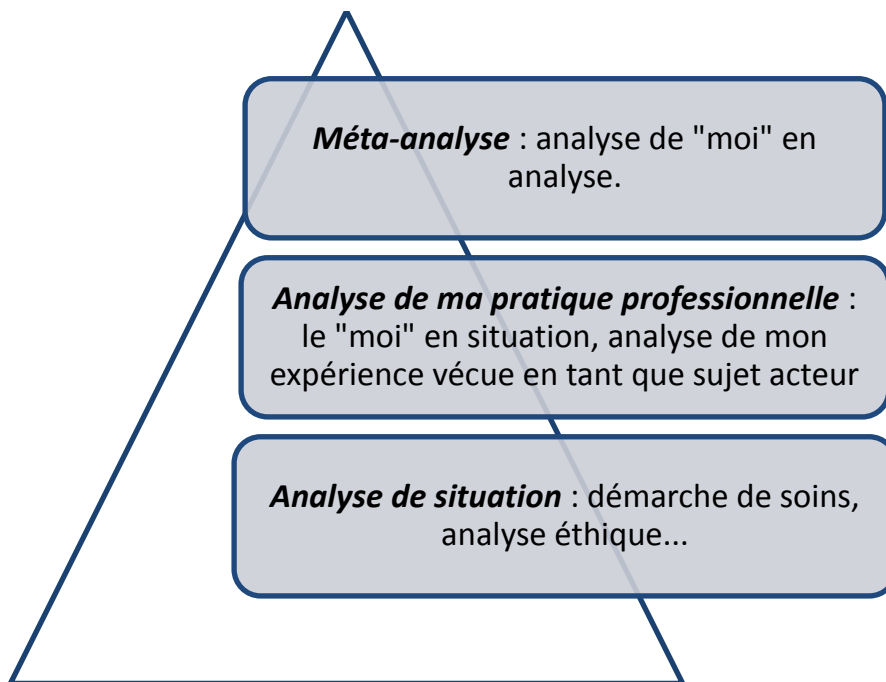 Méta-analyse : analyse de "moi" en
analyse.
Analyse de ma pratique professionnelle :
le "moi" en situation, analyse de mon
expérience vécue en tant que sujet acteur
Analyse de situation : démarche de soins,
analyse éthique...